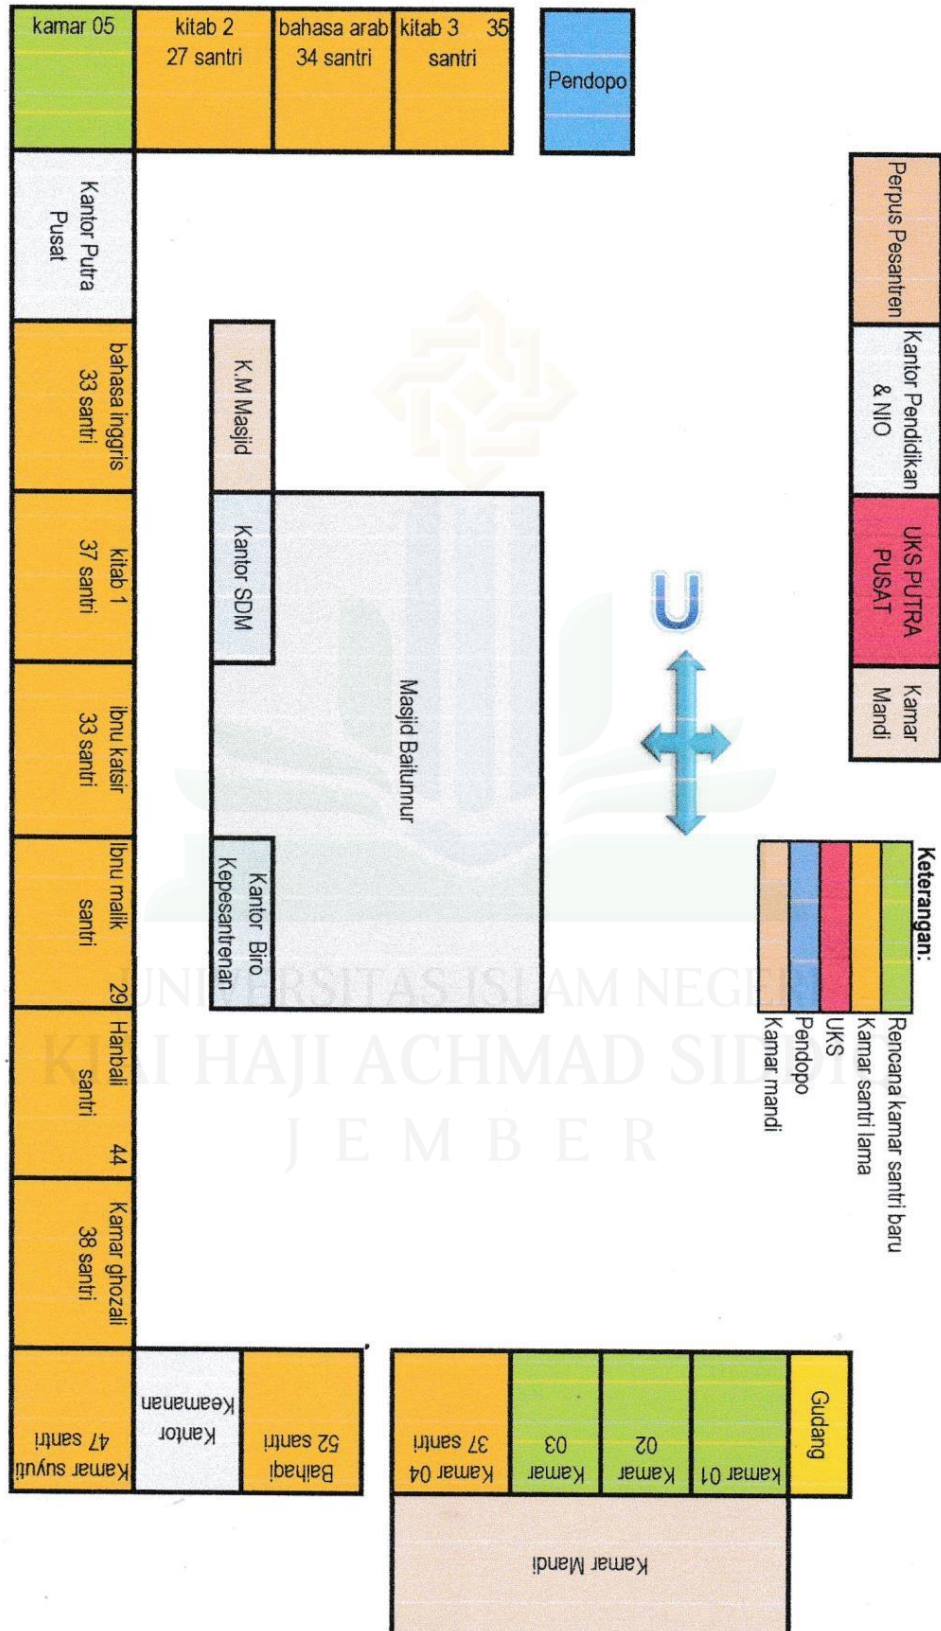 kamar 05
kitab 2
27 santri
bahasa arab
34 santri
kitab 3 35
santri
Pendopo
Perpus Pesantren
Kantor Pendidikan
& NIO
UKS PUTRA
PUSAT
Kamar
Mandi
Kantor Putra
Pusat
bahasa inggris
33 santri
kitab 1
37 santri
ibnu katsir
33 santri
Ibnu malik 29
santri
Hanbali 44
santri
Kamar ghozali
38 santri
K.M Masjid
Kantor SDM
Masjid Baitunnur
Kantor Biro
Kepesantrenan
U
Keterangan:
Rencana kamar santri baru
Kamar santri lama
UKS
Pendopo
Kamar mandi
UNIVERSITAS ISLAM NEGERI
KIAI HAJI ACHMAD SIDDIQ
JEMBER
Kamar suyuti
47 santri
Kantor
Keamanan
Baihaqi
52 santri
Kamar 04
37 santri
Kamar
03
Kamar
02
kamar 01
Gudang
Kamar Mandi